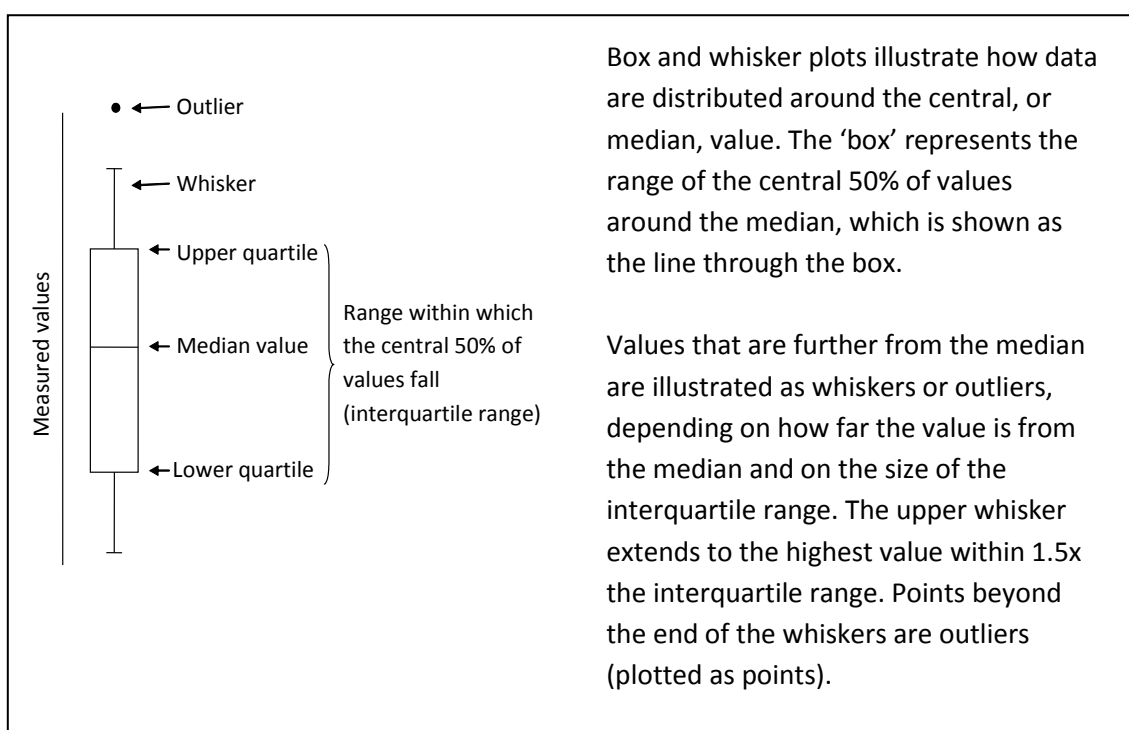 Outlier
Whisker
Upper quartile
Median value
Lower quartile
Measured values
Range within which
the central 50% of
values fall
(interquartile range)
Box and whisker plots illustrate how data
are distributed around the central, or
median, value. The ‘box’ represents the
range of the central 50% of values
around the median, which is shown as
the line through the box.
Values that are further from the median
are illustrated as whiskers or outliers,
depending on how far the value is from
the median and on the size of the
interquartile range. The upper whisker
extends to the highest value within 1.5x
the interquartile range. Points beyond
the end of the whiskers are outliers
(plotted as points).